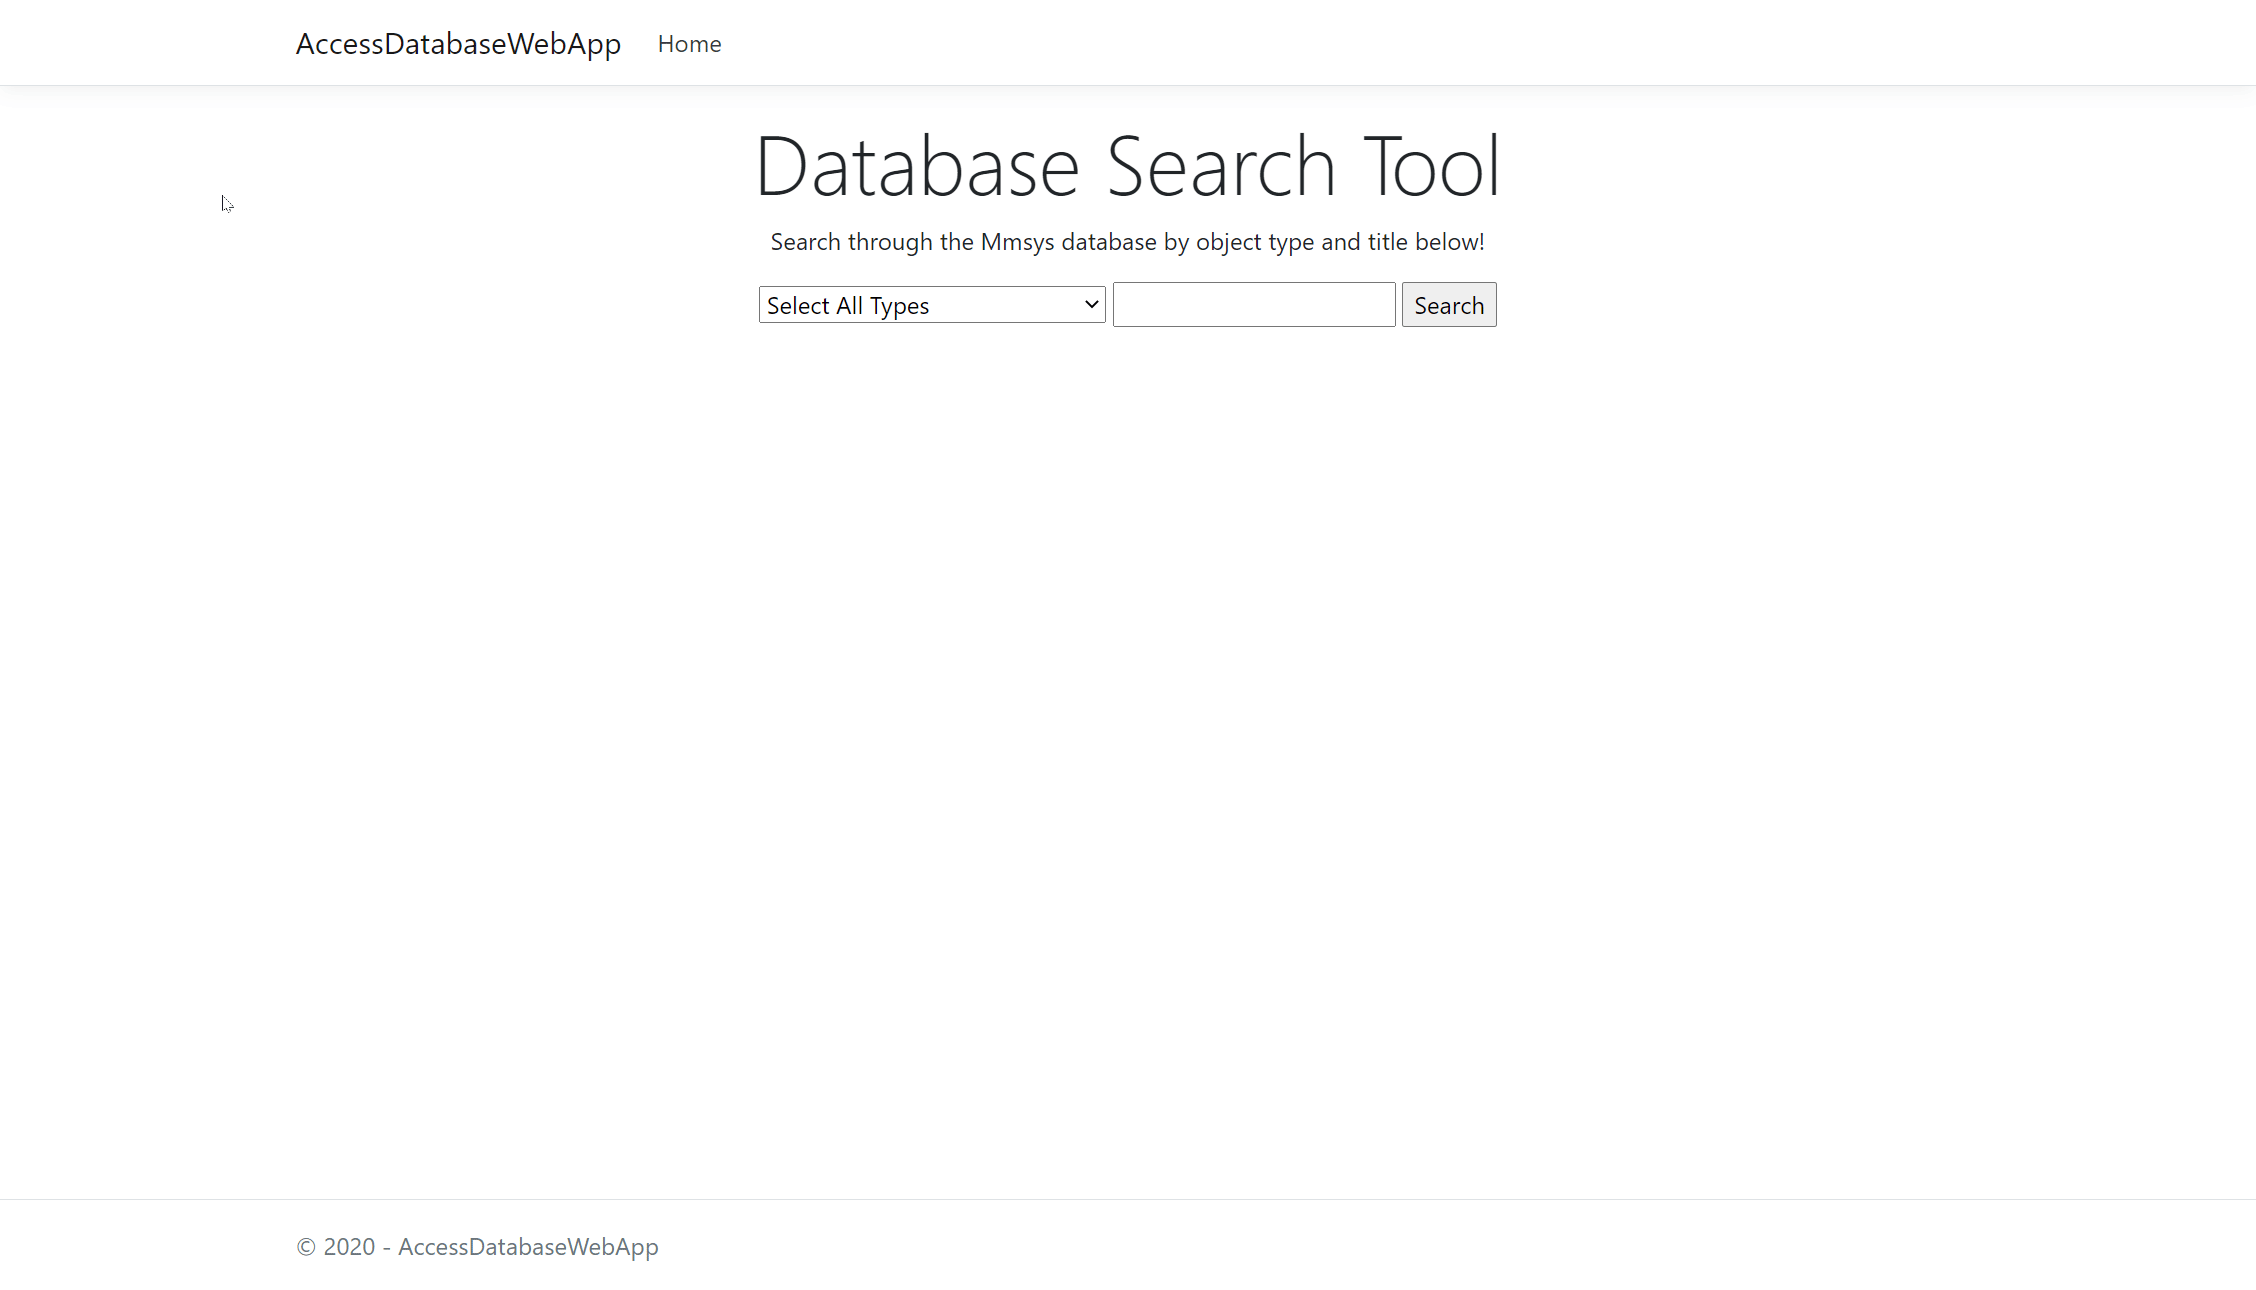 AccessDatabaseWebApp Home
Database Search Tool
Search through the Mmsys database by object type and title below!
Select All Types Search
© 2020 - AccessDatabaseWebApp